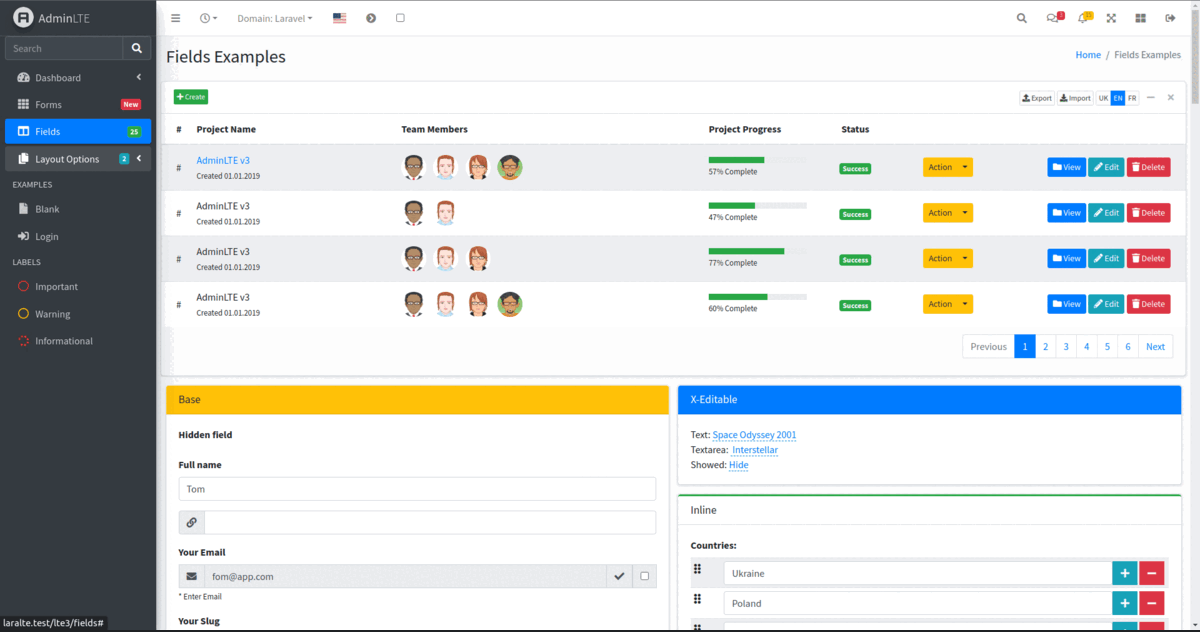 AdminLTE
Domain: Laravel
3
15
Search
Fields Examples
Home / Fields Examples
Dashboard
Forms New
Fields 25
Layout Options 2
EXAMPLES
Blank
Login
LABELS
Important
Warning
Informational
Create
Export Import UK EN FR
# Project Name Team Members Project Progress Status
# AdminLTE v3
Created 01.01.2019
57% Complete
Success
Action View Edit Delete
# AdminLTE v3
Created 01.01.2019
47% Complete
Success
Action View Edit Delete
# AdminLTE v3
Created 01.01.2019
77% Complete
Success
Action View Edit Delete
# AdminLTE v3
Created 01.01.2019
60% Complete
Success
Action View Edit Delete
Previous 1 2 3 4 5 6 Next
Base
Hidden field
Full name
Tom
Your Email
fom@app.com
* Enter Email
Your Slug
X-Editable
Text: Space Odyssey 2001
Textarea: Interstellar
Showed: Hide
Inline
Countries:
Ukraine
Poland
laralte.test/lte3/fields#